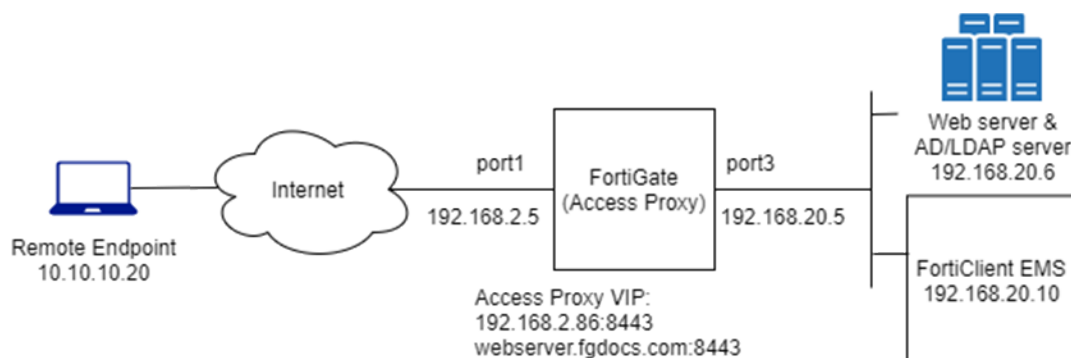 Web server &
AD/LDAP server
192.168.20.6
port1
port3
FortiGate
(Access Proxy)
Internet
192.168.2.5
192.168.20.5
Remote Endpoint
10.10.10.20
FortiClient EMS
192.168.20.10
Access Proxy VIP:
192.168.2.86:8443
webserver.fgdocs.com:8443